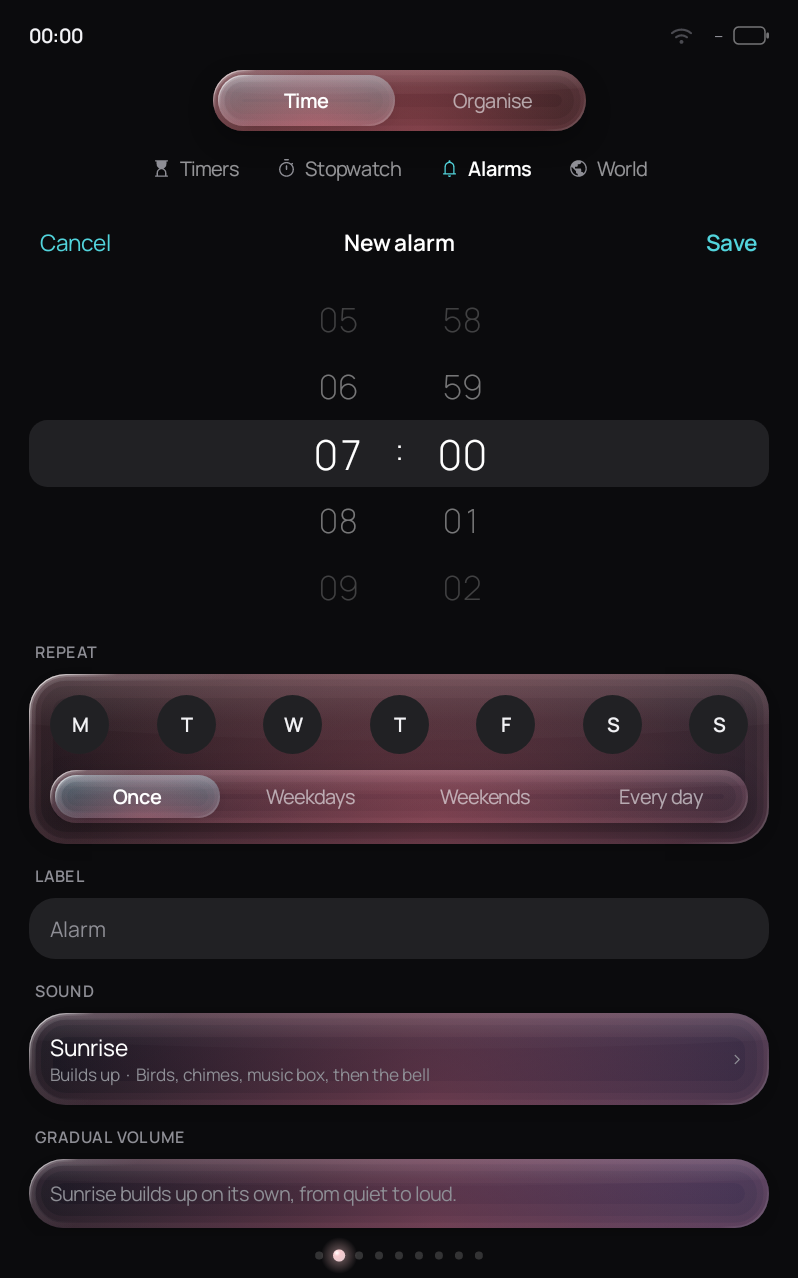 00:00 –
Time Organise
Timers Stopwatch Alarms World
Cancel New alarm Save
05 58
06 59
07 : 00
08 01
09 02
REPEAT
M T W T F S S
Once Weekdays Weekends Every day
LABEL
Alarm
SOUND
Sunrise
Builds up · Birds, chimes, music box, then the bell
GRADUAL VOLUME
Sunrise builds up on its own, from quiet to loud.